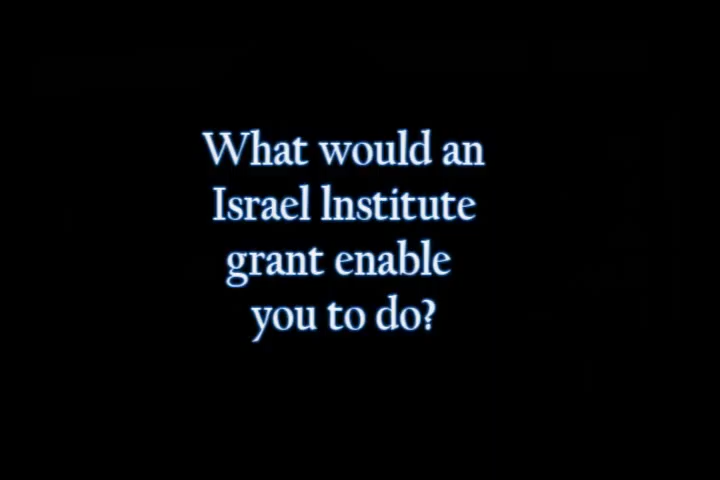 What would an
Israel Institute
grant enable
you to do?